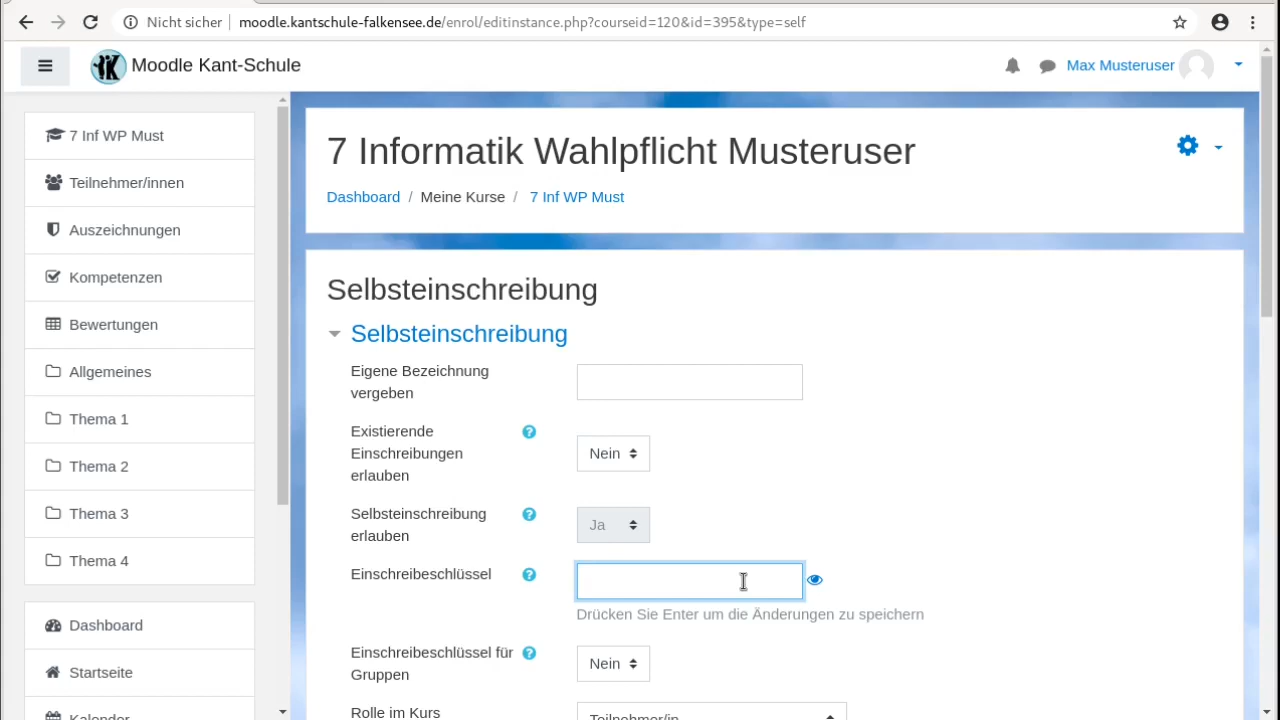 Nicht sicher moodle.kantschule-falkensee.de/enrol/editinstance.php?courseid=120&id=395&type=self
Moodle Kant-Schule
Max Musteruser
7 Inf WP Must
Teilnehmer/innen
Auszeichnungen
Kompetenzen
Bewertungen
Allgemeines
Thema 1
Thema 2
Thema 3
Thema 4
Dashboard
Startseite
Kalender
7 Informatik Wahlpflicht Musteruser
Dashboard / Meine Kurse / 7 Inf WP Must
Selbsteinschreibung
Selbsteinschreibung
Eigene Bezeichnung
vergeben
Existierende
Einschreibungen
erlauben
Nein
Selbsteinschreibung
erlauben
Ja
Einschreibeschlüssel
Drücken Sie Enter um die Änderungen zu speichern
Einschreibeschlüssel für
Gruppen
Nein
Rolle im Kurs
Teilnehmer/in